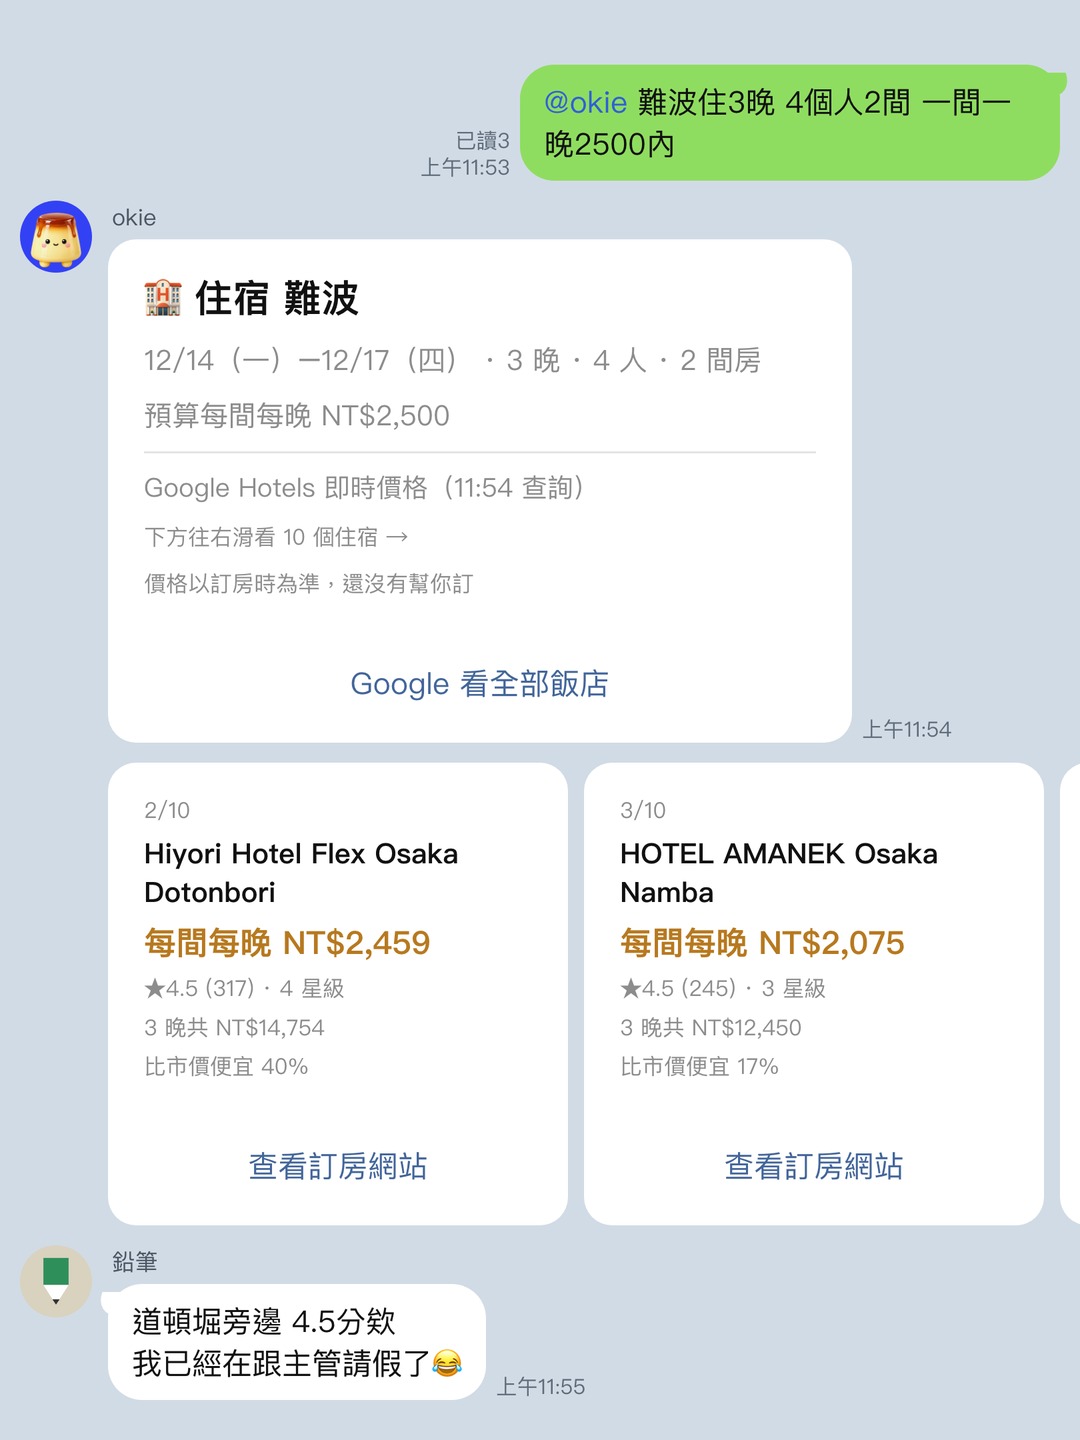 @okie 難波住3晚 4個人2間 一間一
晚2500內
已讀3
上午11:53
okie
🏨 住宿 難波
12/14（一）—12/17（四）・3 晚・4 人・2 間房
預算每間每晚 NT$2,500
Google Hotels 即時價格（11:54 查詢）
下方往右滑看 10 個住宿 →
價格以訂房時為準，還沒有幫你訂
Google 看全部飯店
上午11:54
2/10
Hiyori Hotel Flex Osaka
Dotonbori
每間每晚 NT$2,459
★4.5 (317)・4 星級
3 晚共 NT$14,754
比市價便宜 40%
查看訂房網站
3/10
HOTEL AMANEK Osaka
Namba
每間每晚 NT$2,075
★4.5 (245)・3 星級
3 晚共 NT$12,450
比市價便宜 17%
查看訂房網站
鉛筆
道頓堀旁邊 4.5分欸
我已經在跟主管請假了😂
上午11:55